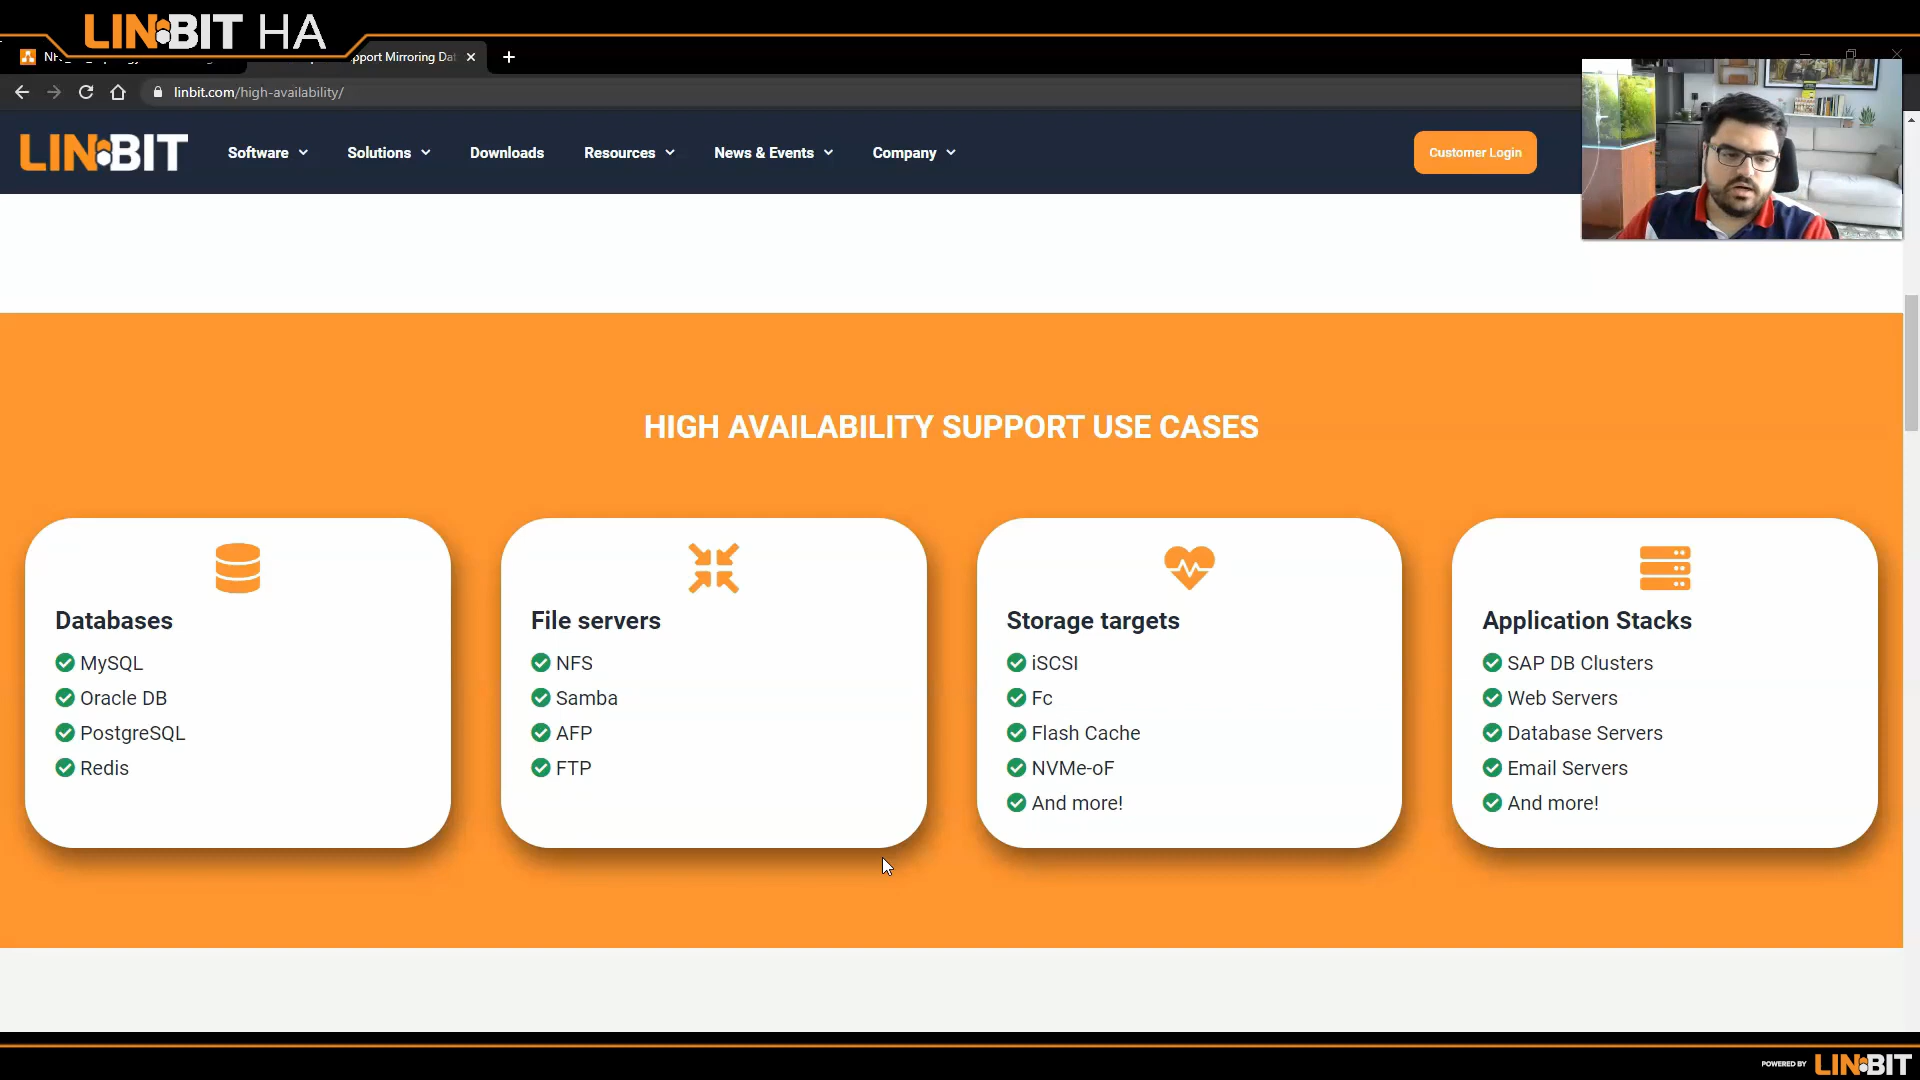 LINBIT HA
pport Mirroring Dat
linbit.com/high-availability/
LINBIT
Software
Solutions
Downloads
Resources
News & Events
Company
Customer Login
HIGH AVAILABILITY SUPPORT USE CASES
Databases
MySQL
Oracle DB
PostgreSQL
Redis
File servers
NFS
Samba
AFP
FTP
Storage targets
iSCSI
Fc
Flash Cache
NVMe-oF
And more!
Application Stacks
SAP DB Clusters
Web Servers
Database Servers
Email Servers
And more!
POWERED BY LINBIT